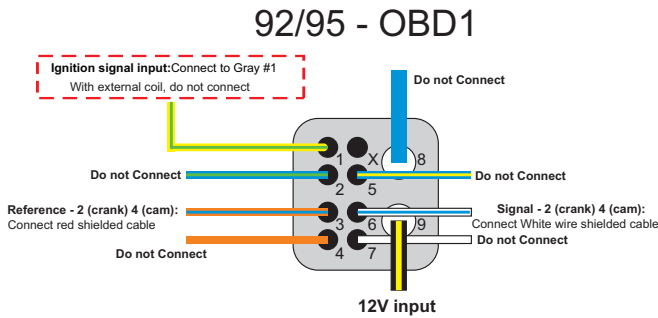 92/95 - OBD1
Ignition signal input:Connect to Gray #1
With external coil, do not connect
Do not Connect
1 X 8
Do not Connect
2 5
Do not Connect
Reference - 2 (crank) 4 (cam):
Connect red shielded cable
3 6 9
Signal - 2 (crank) 4 (cam):
Connect White wire shielded cable
Do not Connect
4 7
Do not Connect
12V input